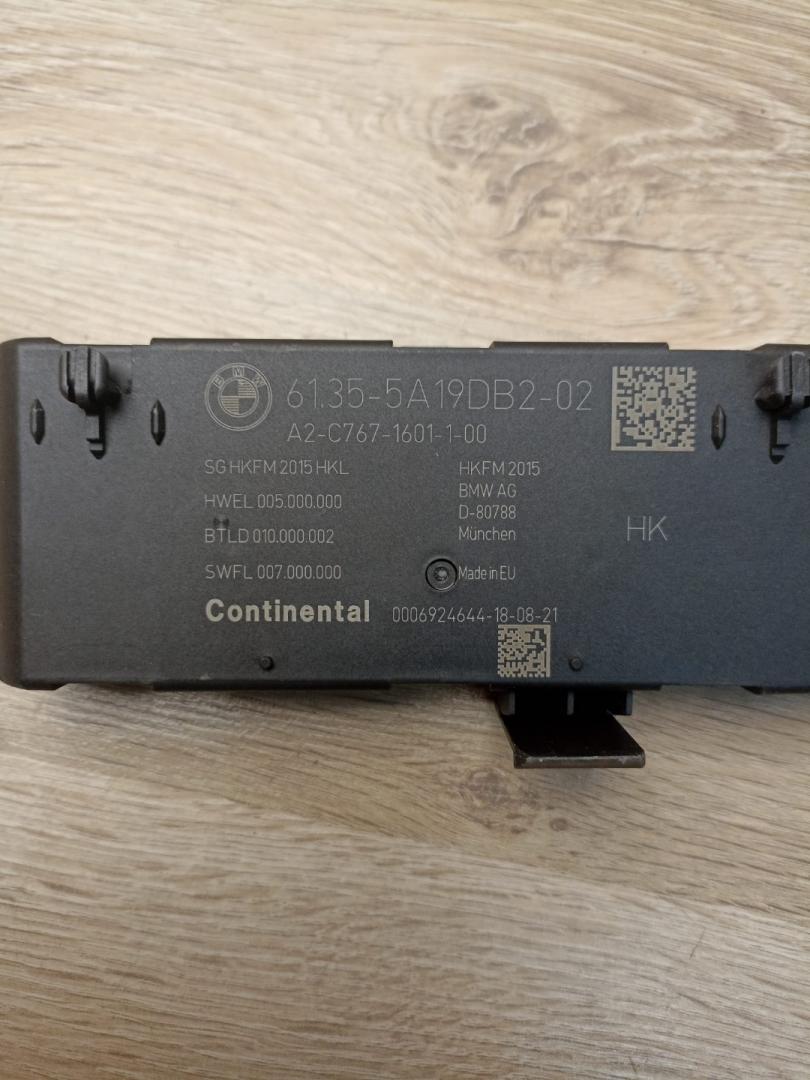 BMW
61.35-5A19DB2-02
A2-C767-1601-1-00
SG HKFM 2015 HKL
HWEL 005.000.000
BTLD 010.000.002
SWFL 007.000.000
HKFM 2015
BMW AG
D-80788
München
Made in EU
HK
Continental 0006924644-18-08-21